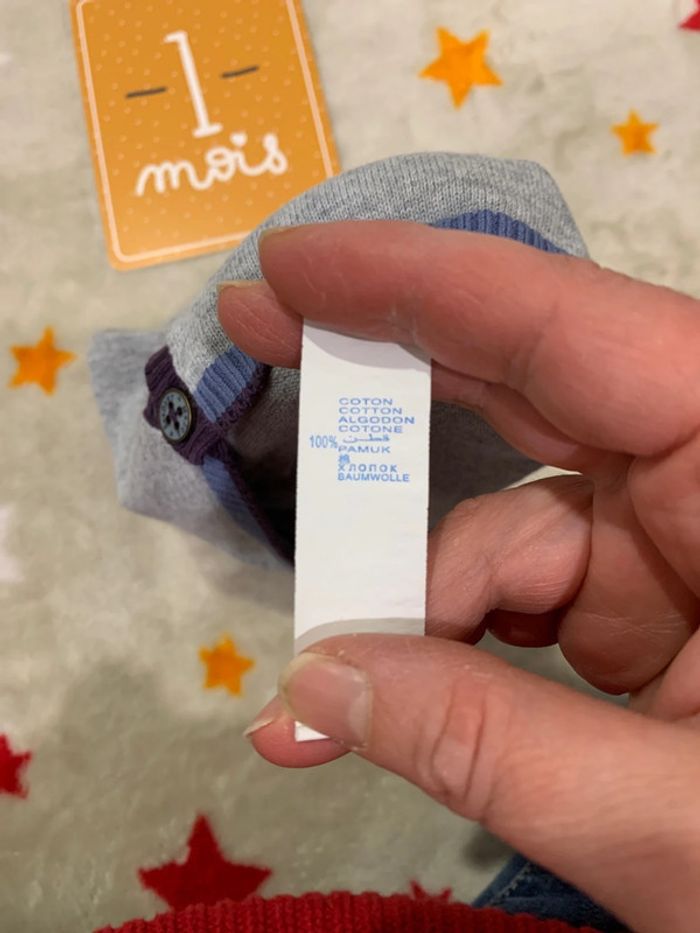 - 1 -
mois
COTON
COTTON
ALGODON
COTONE
100% قطن
PAMUK
棉
ХЛОПОК
BAUMWOLLE